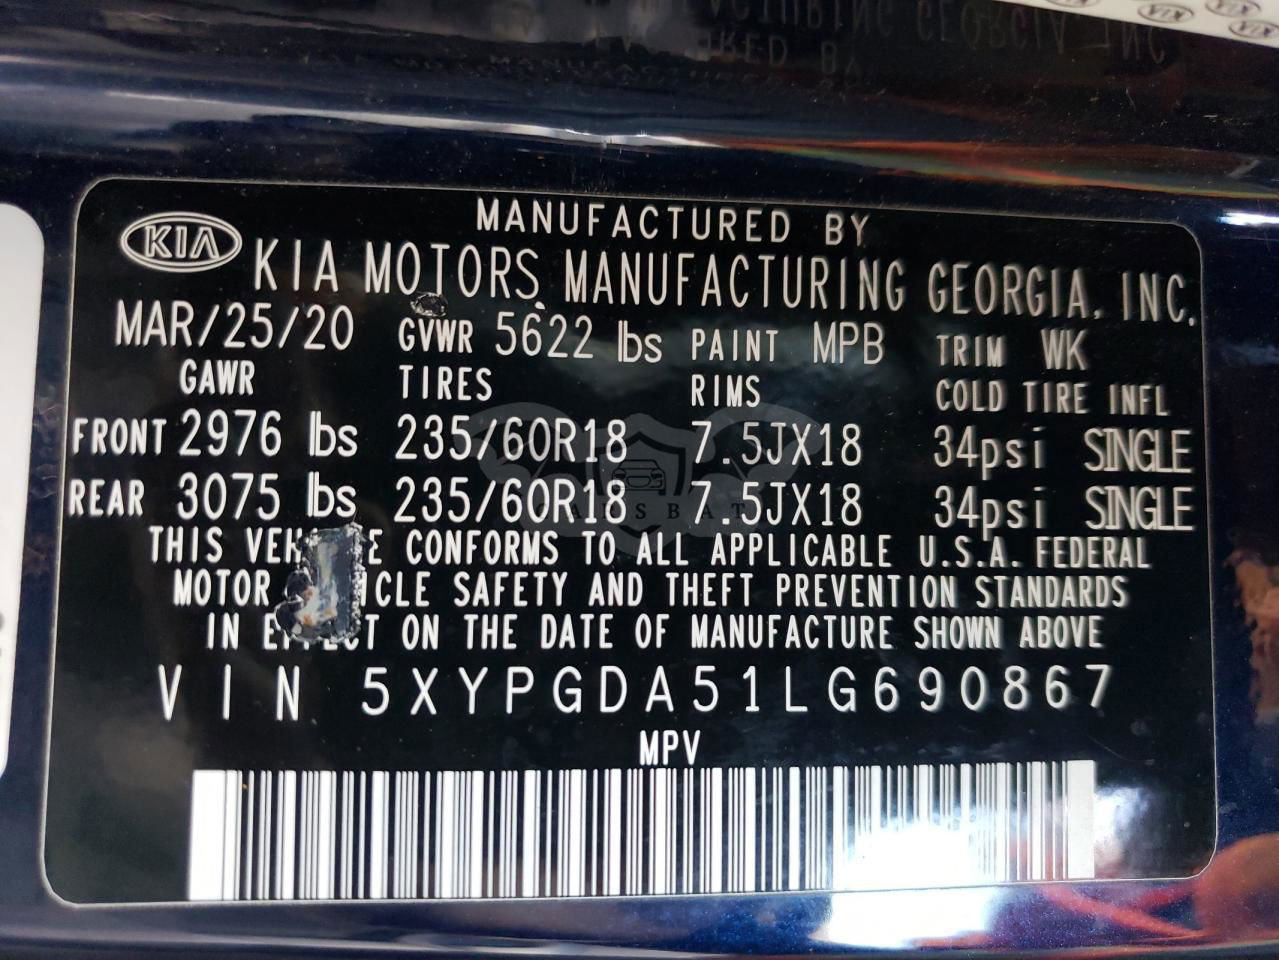 MANUFACTURED BY
KIA KIA MOTORS MANUFACTURING GEORGIA, INC.
MAR/25/20 GVWR 5622 lbs PAINT MPB TRIM WK
GAWR TIRES RIMS COLD TIRE INFL
FRONT 2976 lbs 235/60R18 7.5JX18 34psi SINGLE
REAR 3075 lbs 235/60R18 7.5JX18 34psi SINGLE
CARSBAT
THIS CONFORMS TO ALL APPLICABLE U.S.A. FEDERAL
MOTOR SAFETY AND THEFT PREVENTION STANDARDS
IN ON THE DATE OF MANUFACTURE SHOWN ABOVE
VIN 5XYPGDA51LG690867
MPV